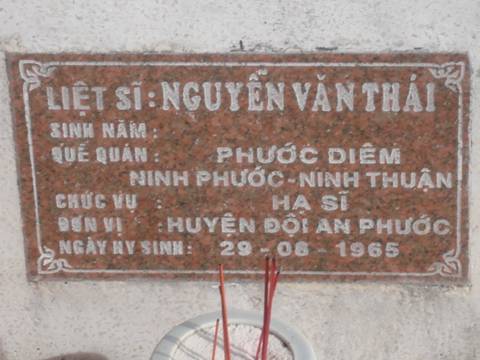 LIỆT SĨ : NGUYỄN VĂN THÁI
SINH NĂM :
QUÊ QUÁN : PHƯỚC DIÊM
NINH PHƯỚC-NINH THUẬN
CHỨC VỤ : HẠ SĨ
ĐƠN VỊ : HUYỆN ĐỘI AN PHƯỚC
NGÀY HY SINH : 29 - 08 - 1965